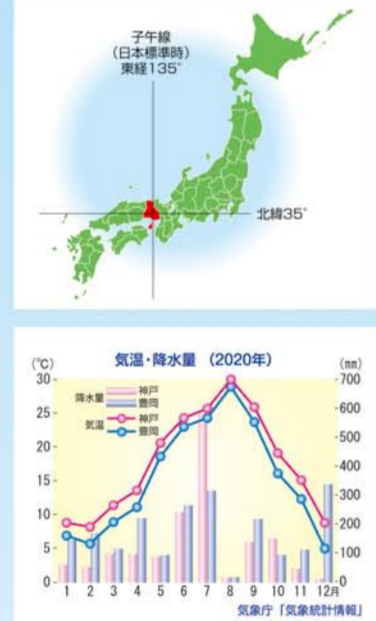 子午線
(日本標準時)
東経135°
北緯35°
気温・降水量 (2020年)
(℃)
(mm)
降水量
神戸
豊岡
気温
神戸
豊岡
30
25
20
15
10
5
0
700
600
500
400
300
200
100
0
1 2 3 4 5 6 7 8 9 10 11 12月
気象庁「気象統計情報」